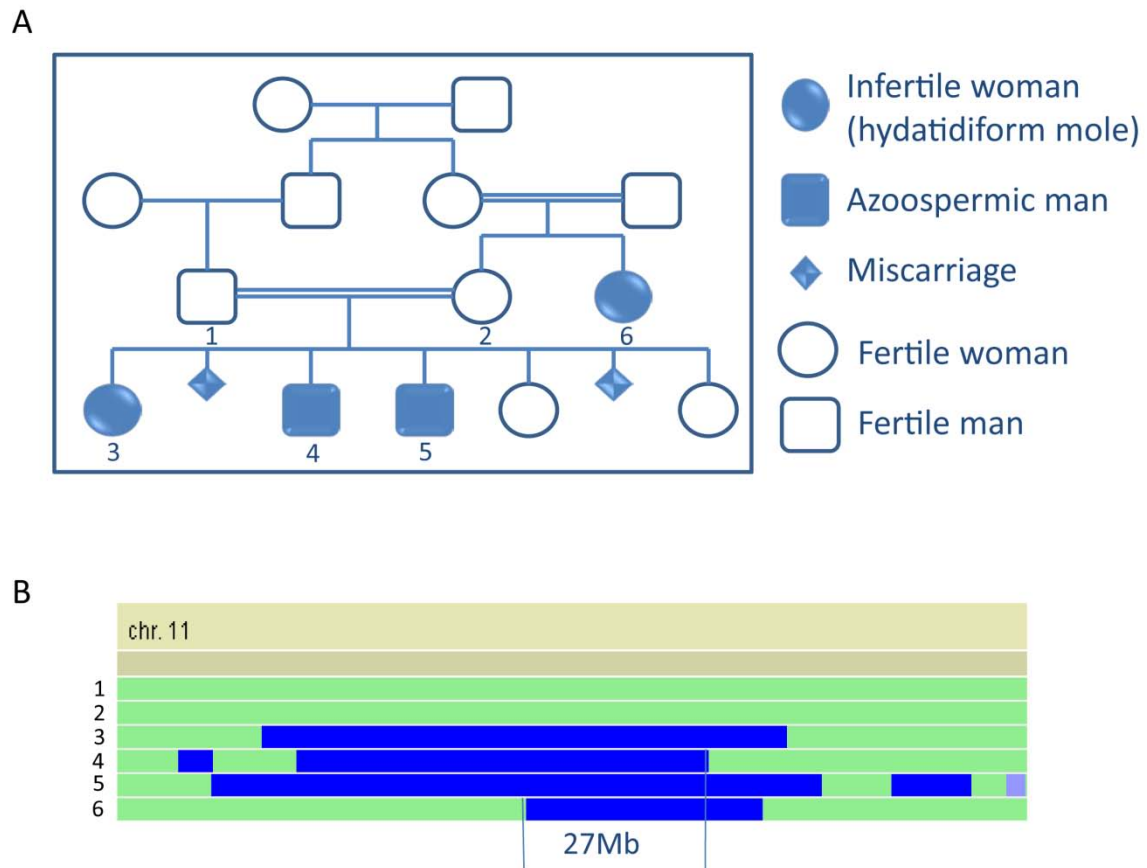 A
Infertile woman
(hydatidiform mole)
Azoospermic man
Miscarriage
Fertile woman
Fertile man
1
2
6
3
4
5
B
chr. 11
1
2
3
4
5
6
27Mb